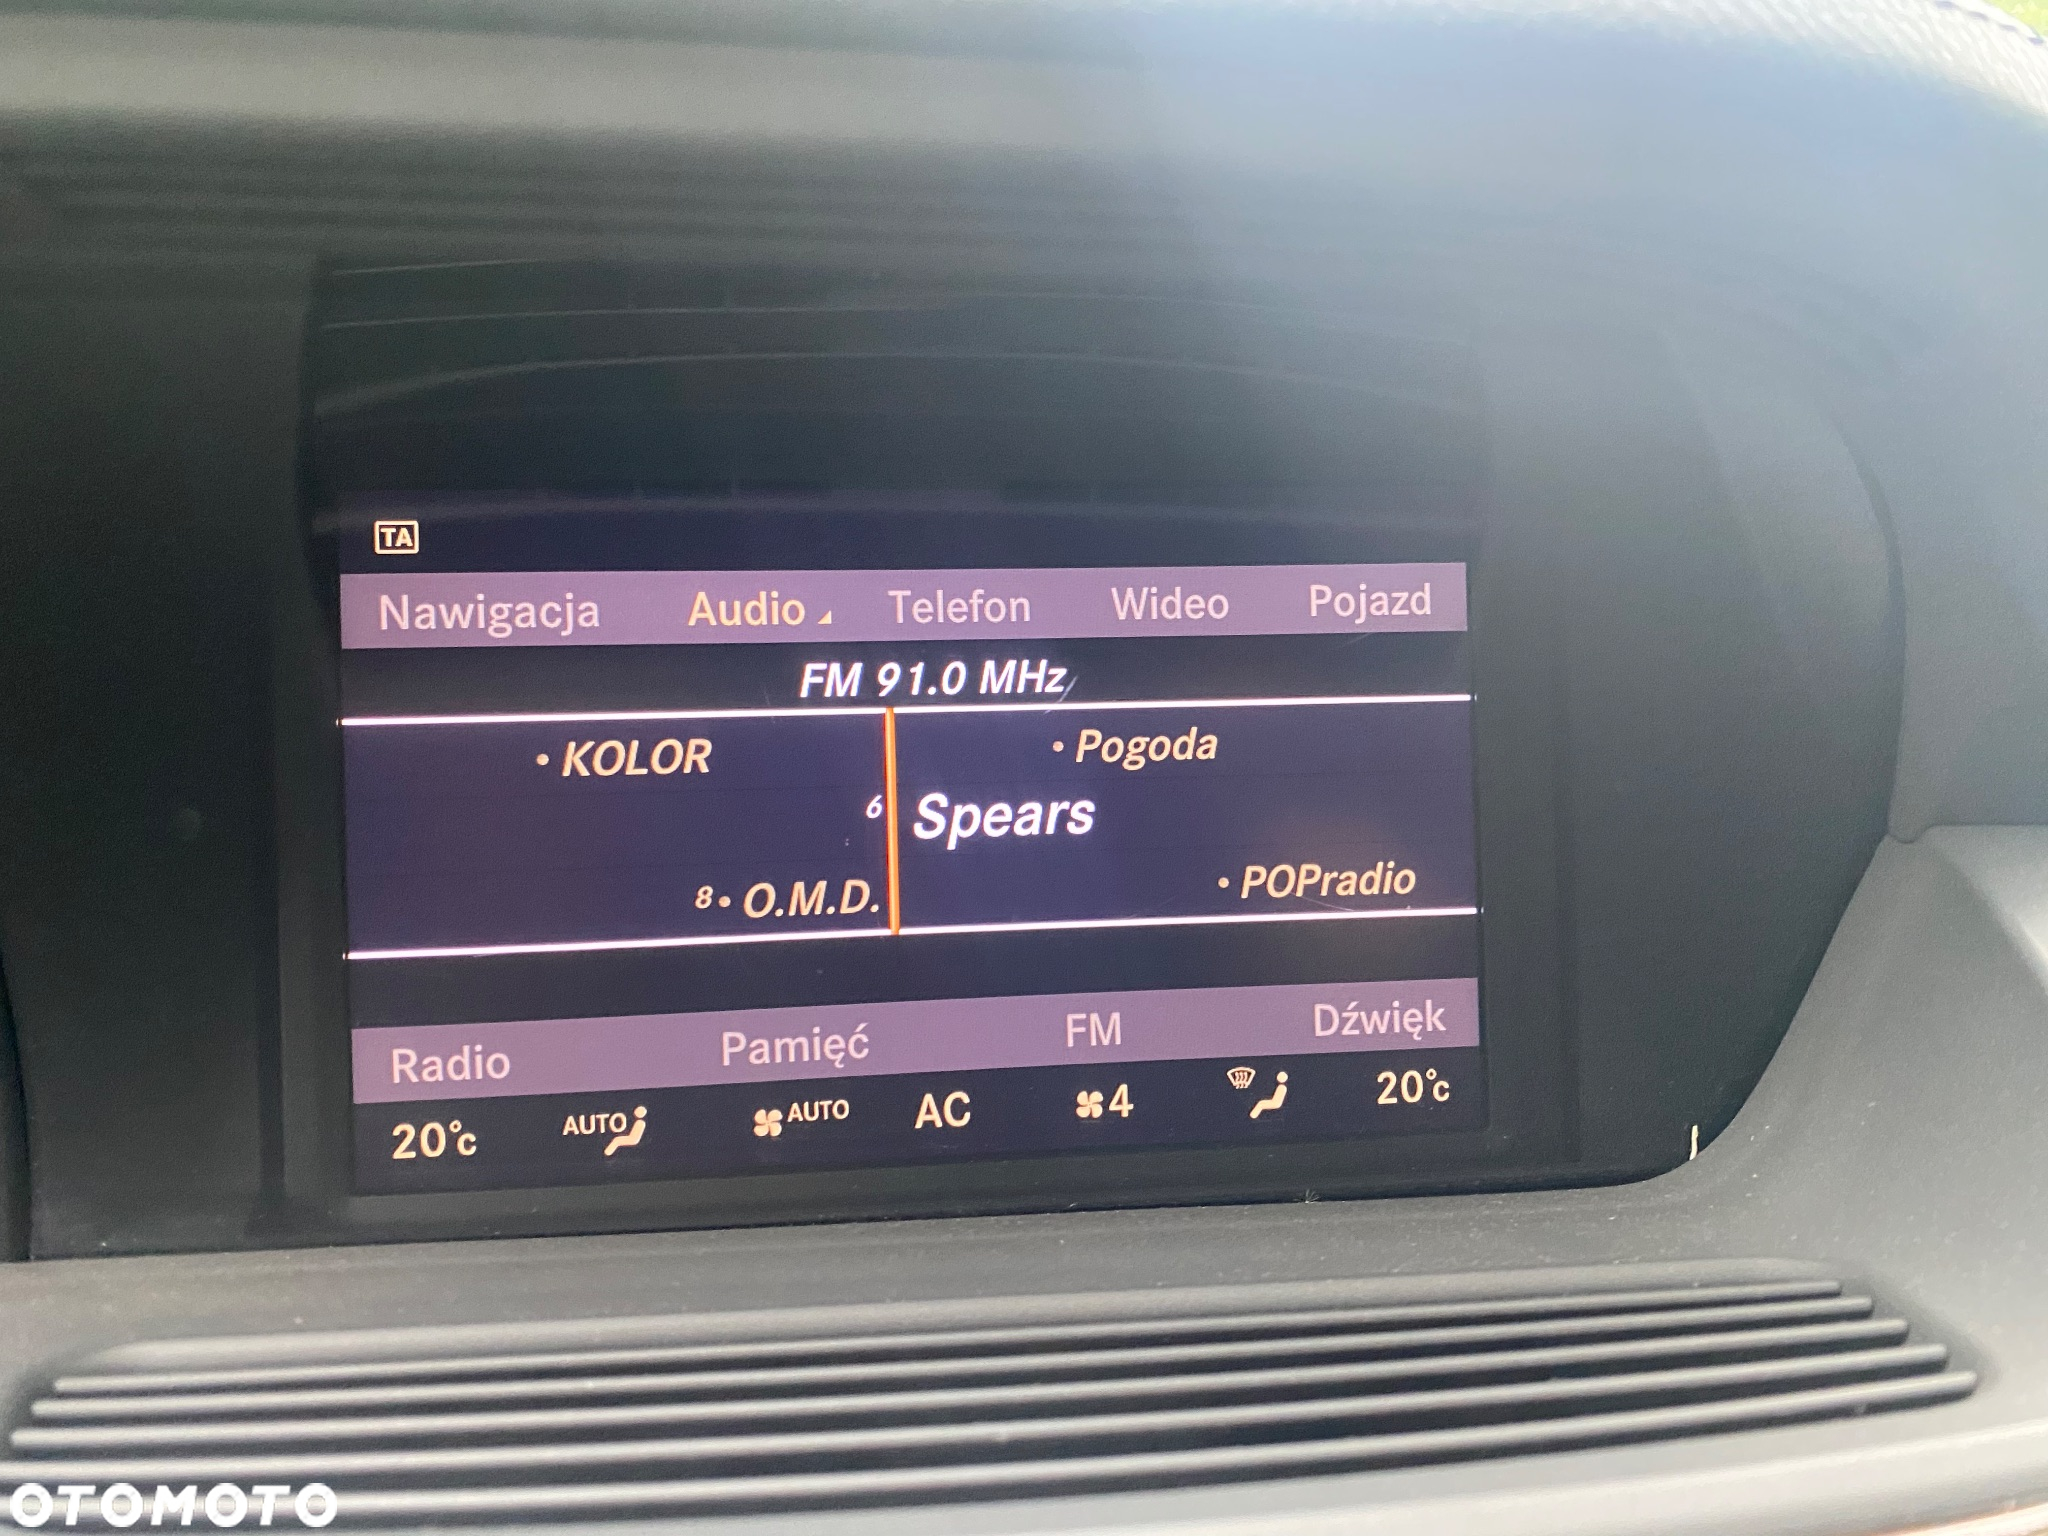 TA
Nawigacja Audio Telefon Wideo Pojazd
FM 91.0 MHz
• KOLOR • Pogoda
6 Spears
8• O.M.D. • POPradio
Radio Pamięć FM Dźwięk
20°C AUTO AUTO AC 4 20°C
OTOMOTO